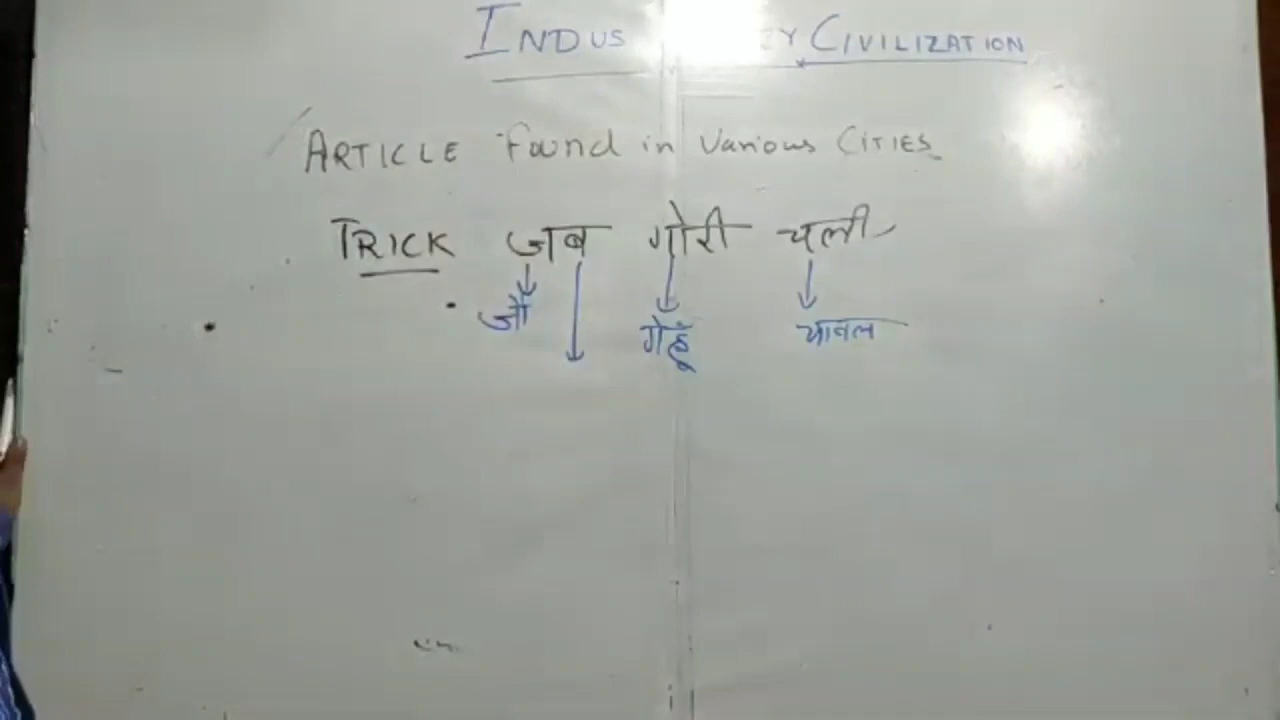 INDUS CIVILIZATION
ARTICLE found in Various CITIES
TRICK जब गोरी चली
जौ गेहूं चावल